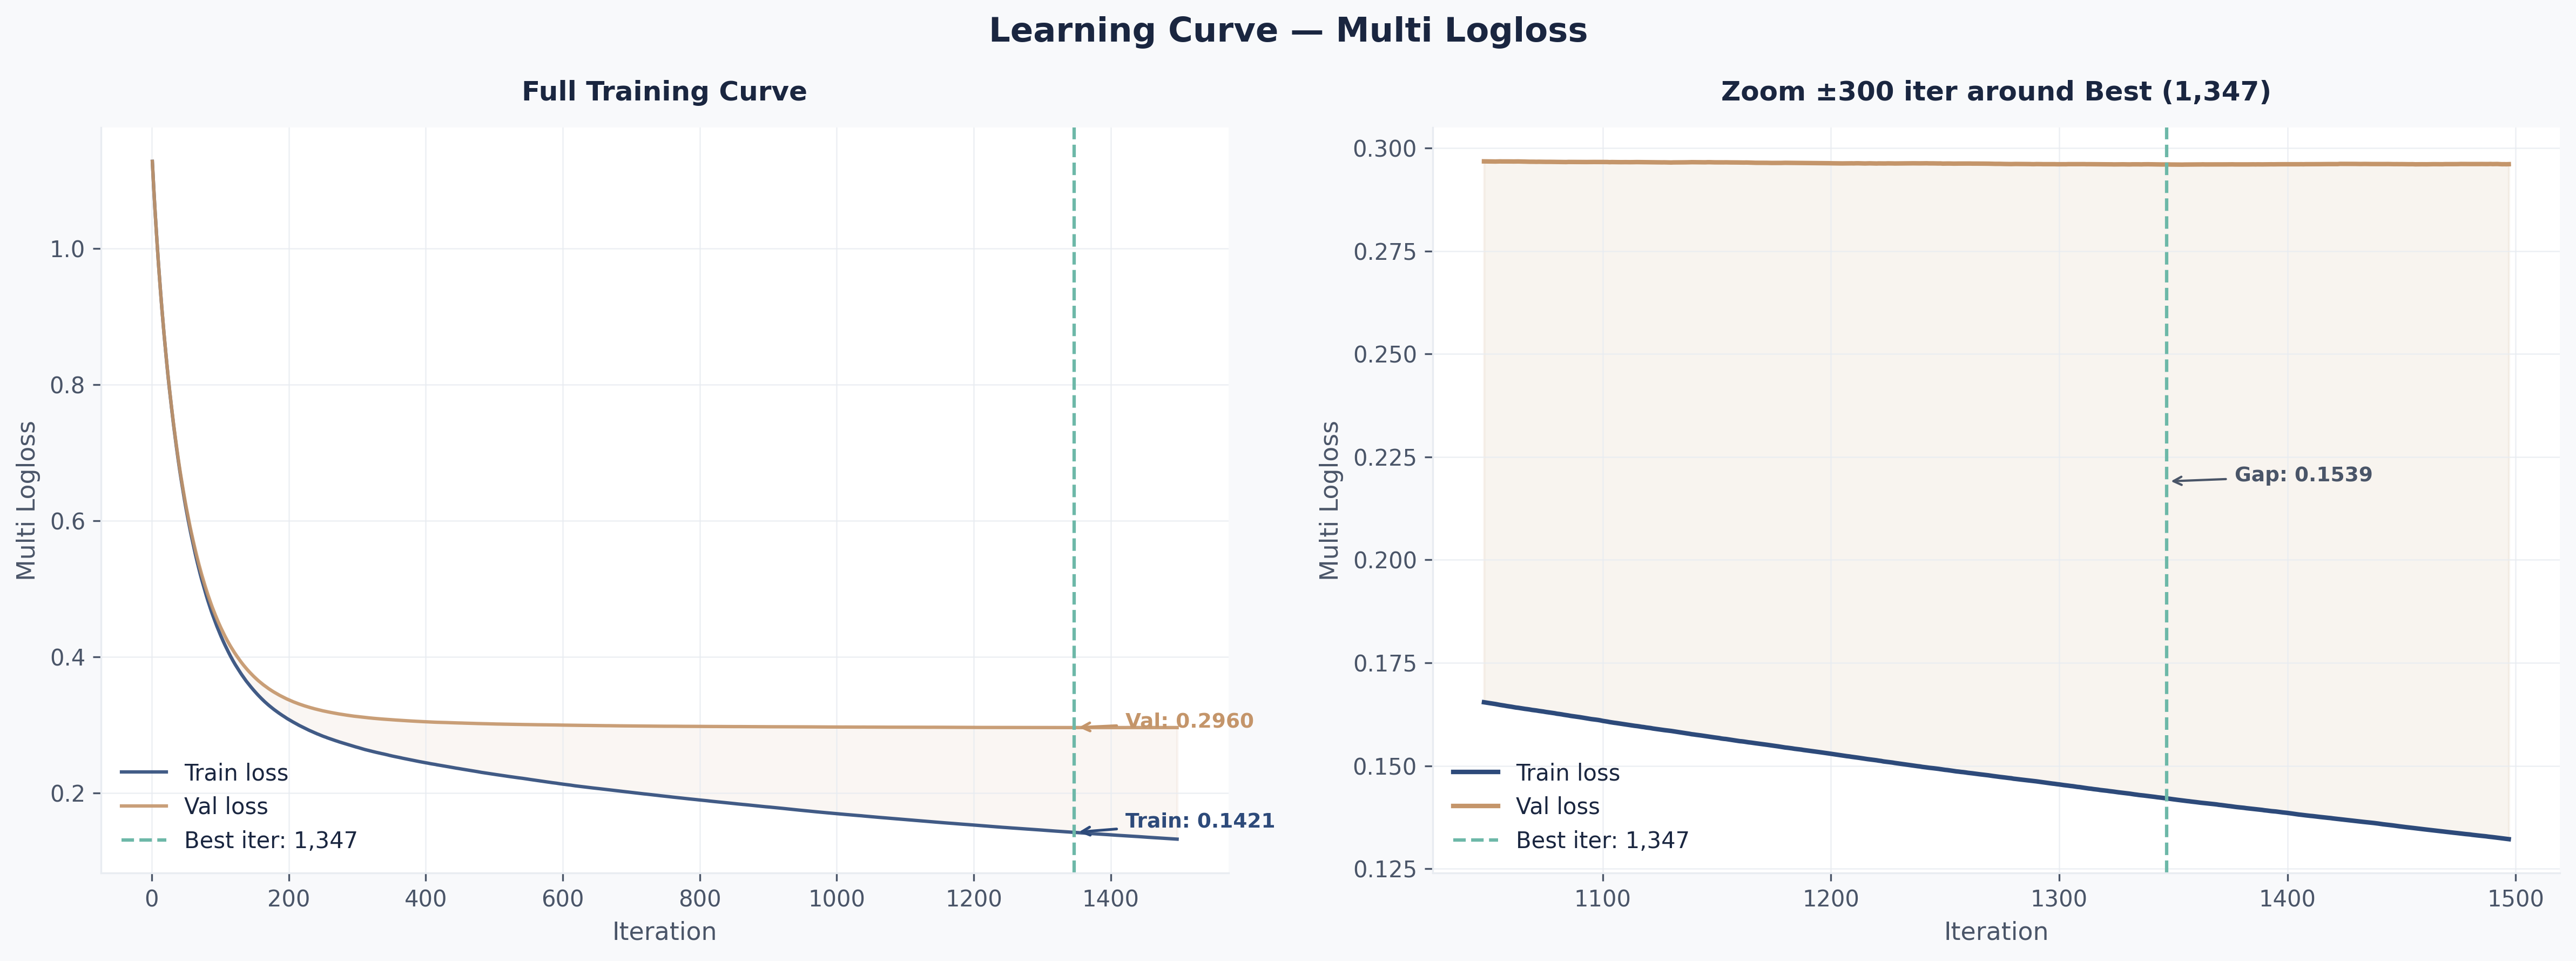 Learning Curve — Multi Logloss
Full Training Curve
Multi Logloss
1.0
0.8
0.6
0.4
0.2
Val: 0.2960
Train: 0.1421
Train loss
Val loss
Best iter: 1,347
0 200 400 600 800 1000 1200 1400
Iteration
Zoom ±300 iter around Best (1,347)
Multi Logloss
0.300
0.275
0.250
0.225
0.200
0.175
0.150
0.125
Gap: 0.1539
Train loss
Val loss
Best iter: 1,347
1100 1200 1300 1400 1500
Iteration